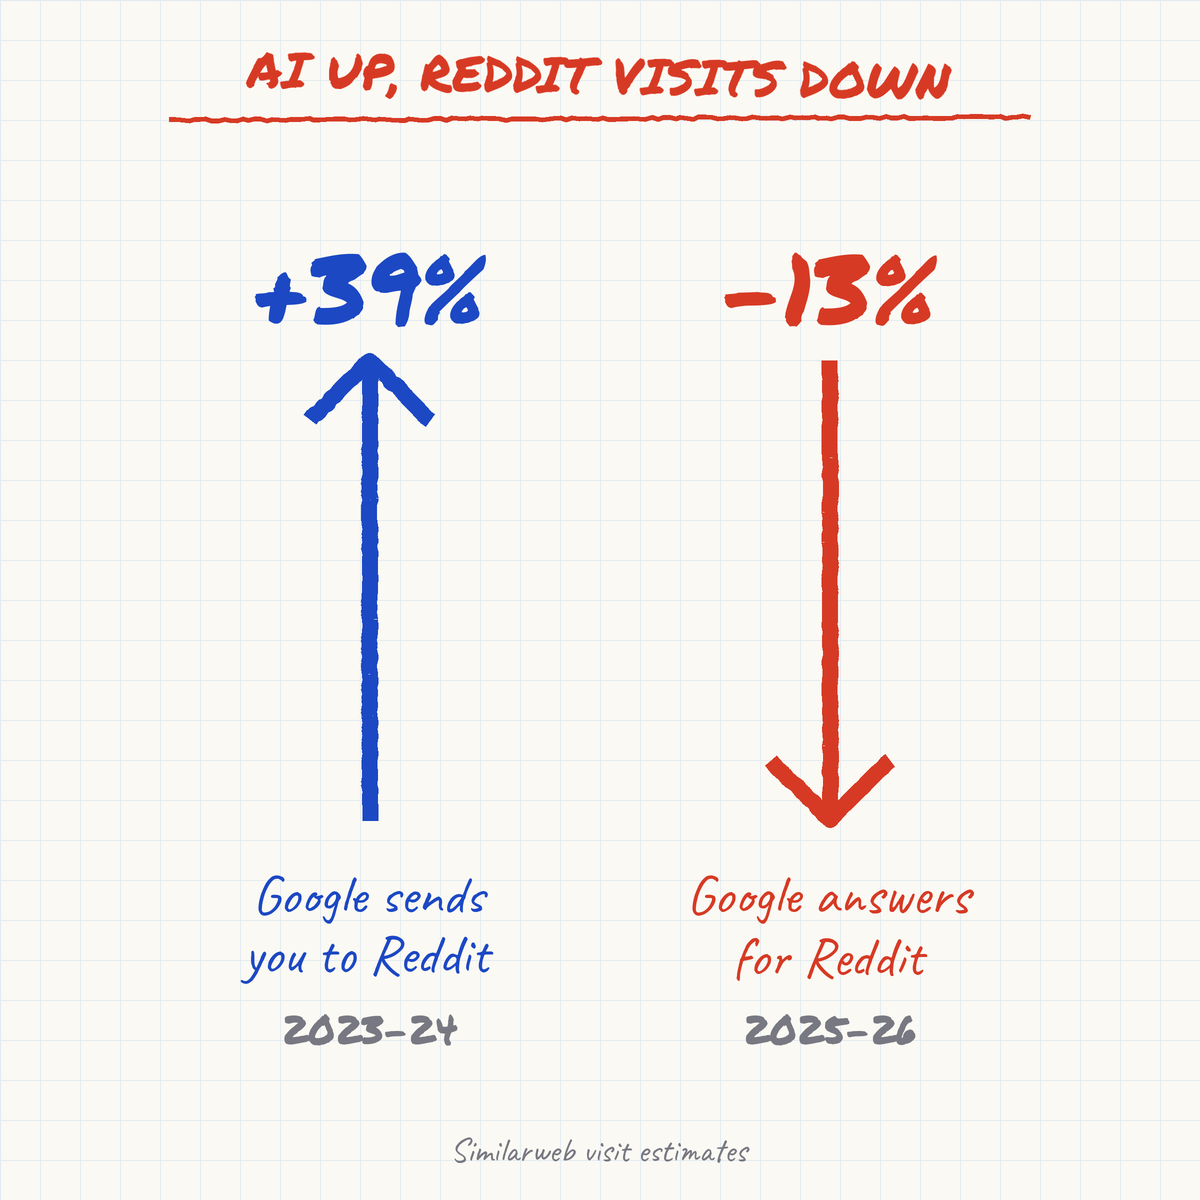 AI UP, REDDIT VISITS DOWN
+39%
-13%
Google sends
you to Reddit
2023-24
Google answers
for Reddit
2025-26
Similarweb visit estimates